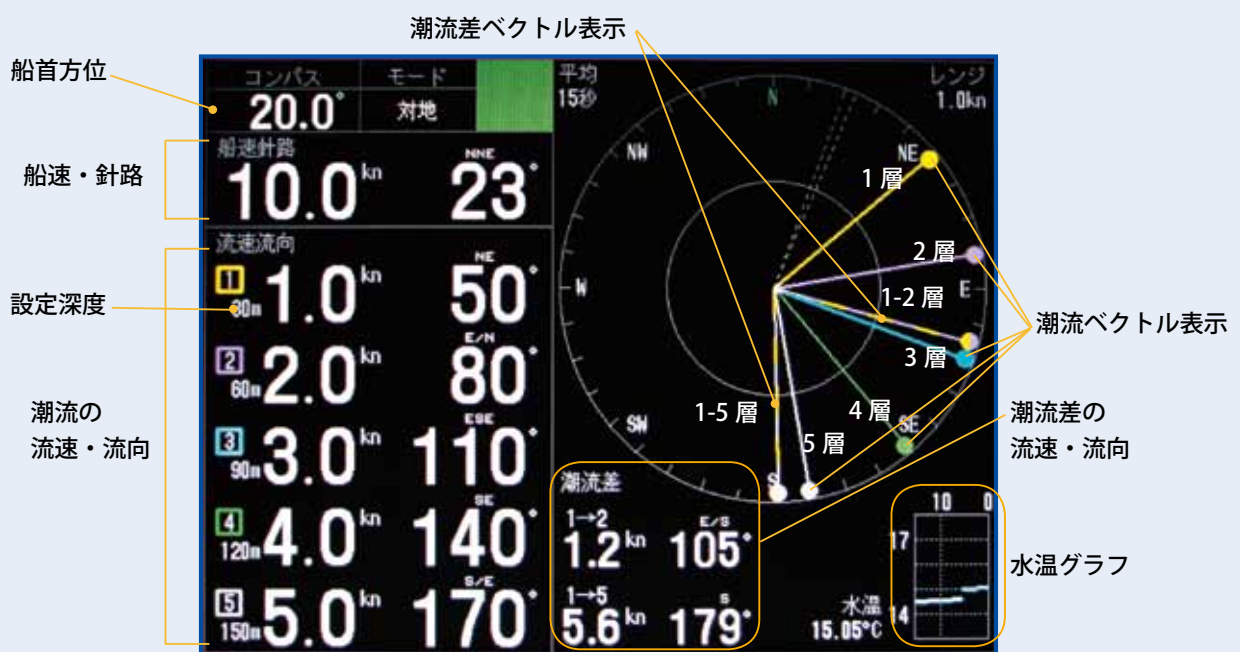 潮流差ベクトル表示
船首方位
コンパス
モード
20.0°
対地
船速・針路
船速針路
10.0kn
NNE
23°
潮流の
流速・流向
流速流向
設定深度
1
30m
1.0kn
NE
50°
2
60m
2.0kn
E/N
80°
3
90m
3.0kn
ESE
110°
4
120m
4.0kn
SE
140°
5
150m
5.0kn
S/E
170°
平均
15秒
レンジ
1.0kn
N
NW
NE
W
E
SW
SE
S
1 層
2 層
1-2 層
3 層
4 層
5 層
1-5 層
潮流ベクトル表示
潮流差の
流速・流向
潮流差
1→2
1.2kn
E/S
105°
1→5
5.6kn
S
179°
水温
15.05°C
10 0
17
14
水温グラフ